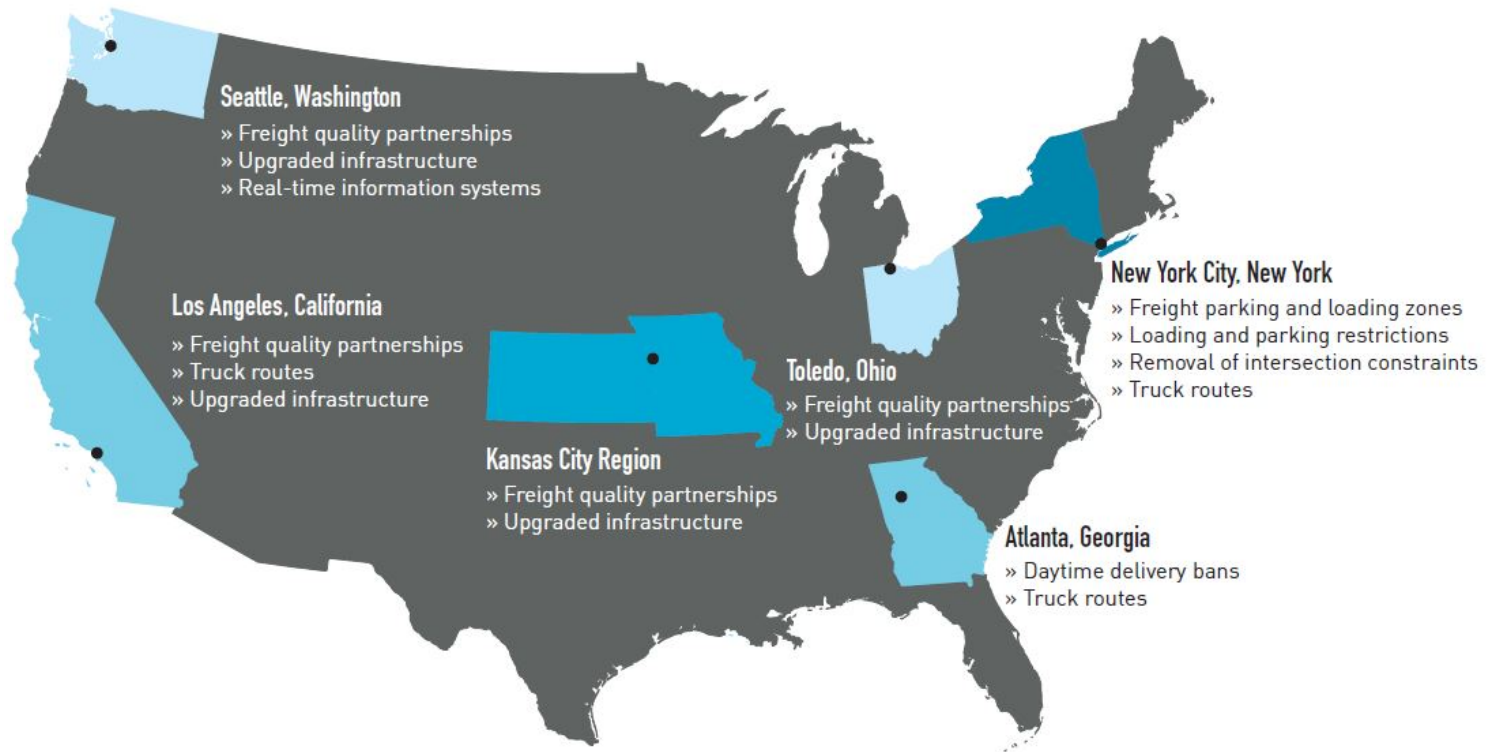 Seattle, Washington
» Freight quality partnerships
» Upgraded infrastructure
» Real-time information systems
Los Angeles, California
» Freight quality partnerships
» Truck routes
» Upgraded infrastructure
Kansas City Region
» Freight quality partnerships
» Upgraded infrastructure
Toledo, Ohio
» Freight quality partnerships
» Upgraded infrastructure
New York City, New York
» Freight parking and loading zones
» Loading and parking restrictions
» Removal of intersection constraints
» Truck routes
Atlanta, Georgia
» Daytime delivery bans
» Truck routes